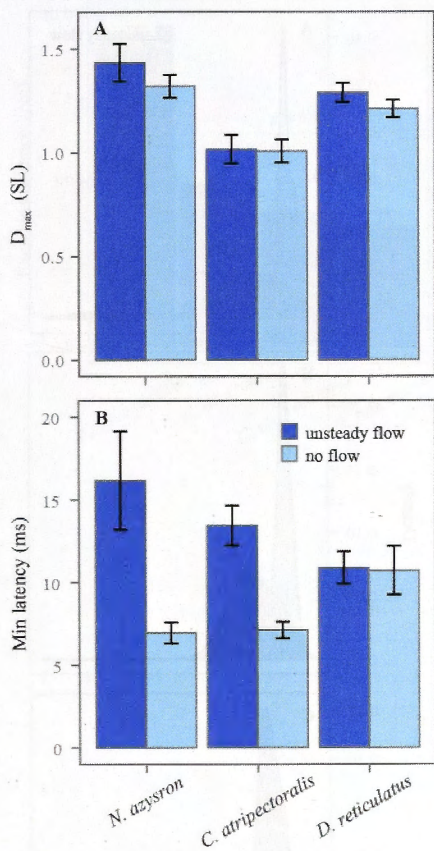 A
1.5
1.0
0.5
0.0
D max (SL)
B
unsteady flow
no flow
20
15
10
5
0
Min latency (ms)
N. azysron
C. atripectoralis
D. reticulatus